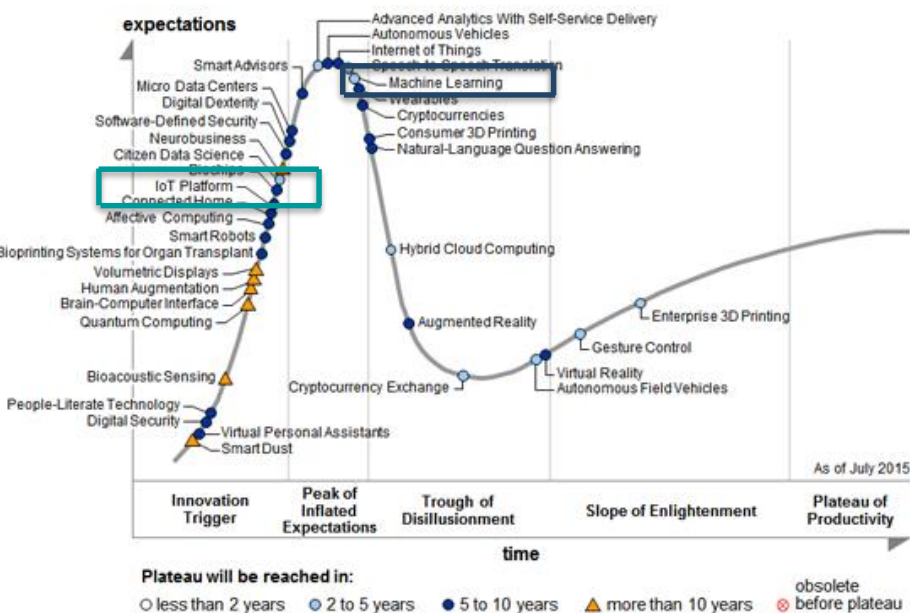 expectations
Advanced Analytics With Self-Service Delivery
Autonomous Vehicles
Internet of Things
Speech-to-Speech Translation
Machine Learning
Wearables
Cryptocurrencies
Consumer 3D Printing
Natural-Language Question Answering
Smart Advisors
Micro Data Centers
Digital Dexterity
Software-Defined Security
Neurobusiness
Citizen Data Science
Biochips
IoT Platform
Connected Home
Affective Computing
Smart Robots
Bioprinting Systems for Organ Transplant
Volumetric Displays
Human Augmentation
Brain-Computer Interface
Quantum Computing
Bioacoustic Sensing
People-Literate Technology
Digital Security
Virtual Personal Assistants
Smart Dust
Hybrid Cloud Computing
Augmented Reality
Cryptocurrency Exchange
Enterprise 3D Printing
Gesture Control
Virtual Reality
Autonomous Field Vehicles
As of July 2015
Innovation
Trigger
Peak of
Inflated
Expectations
Trough of
Disillusionment
Slope of Enlightenment
Plateau of
Productivity
time
Plateau will be reached in:
less than 2 years
2 to 5 years
5 to 10 years
more than 10 years
obsolete
before plateau